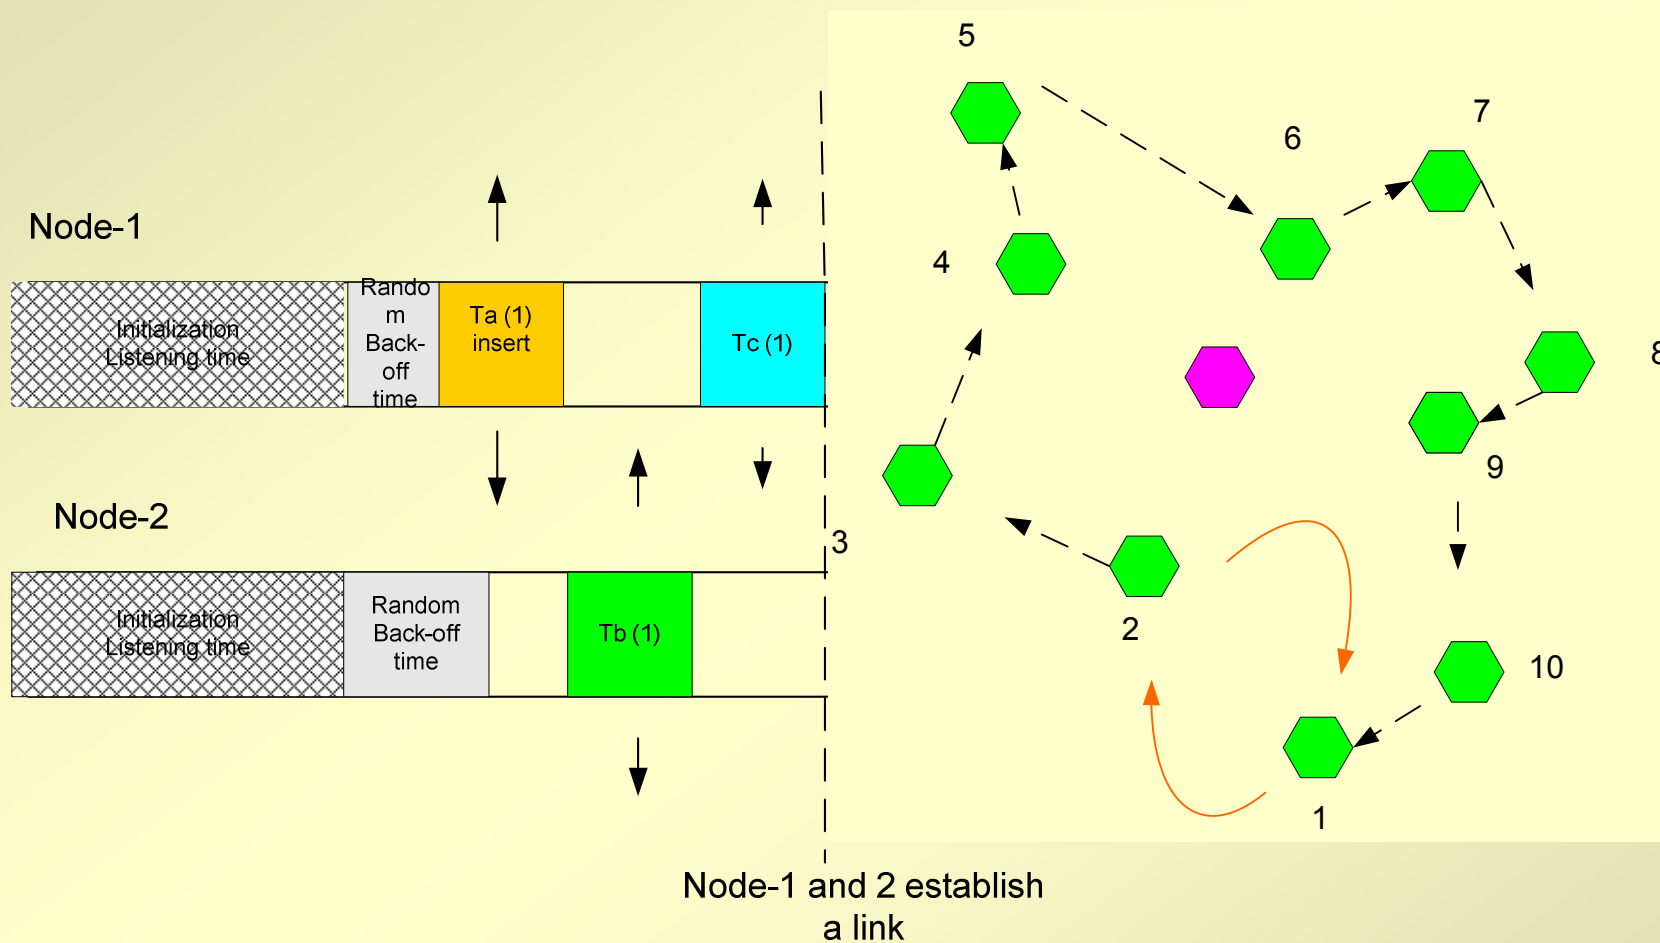 5
7
6
Node-1
4
Initialization
Listening time
Rando
m
Back-
off
time
Ta (1)
insert
Tc (1)
8
9
Node-2
3
Initialization
Listening time
Random
Back-off
time
Tb (1)
2
10
1
Node-1 and 2 establish
a link